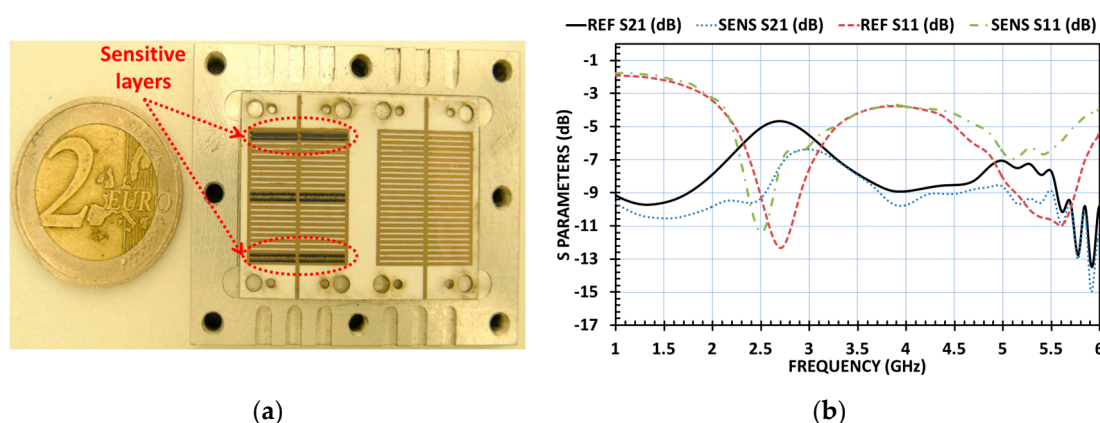 Sensitive
layers
2 EURO
REF S21 (dB) SENS S21 (dB) REF S11 (dB) SENS S11 (dB)
S PARAMETERS (dB)
-1
-3
-5
-7
-9
-11
-13
-15
-17
1 1.5 2 2.5 3 3.5 4 4.5 5 5.5 6
FREQUENCY (GHz)
(a) (b)